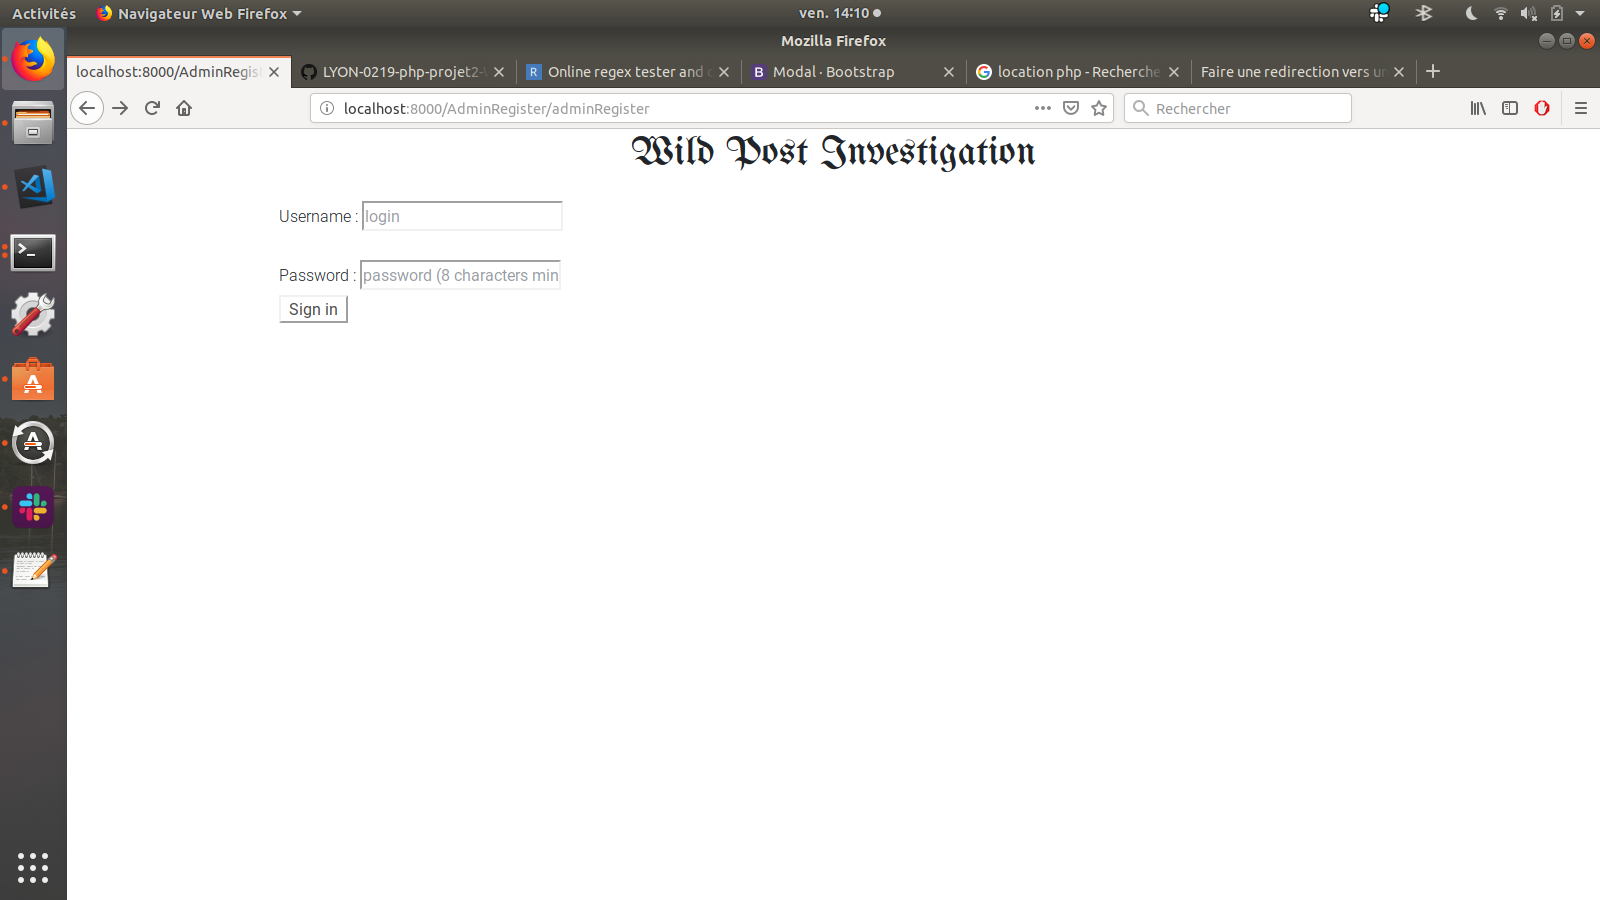 Activités
Navigateur Web Firefox
ven. 14:10
Mozilla Firefox
localhost:8000/AdminRegis
LYON-0219-php-projet2-
Online regex tester and
Modal · Bootstrap
location php - Recherche
Faire une redirection vers
localhost:8000/AdminRegister/adminRegister
Rechercher
Wild Post Investigation
Username : login
Password : password (8 characters min
Sign in